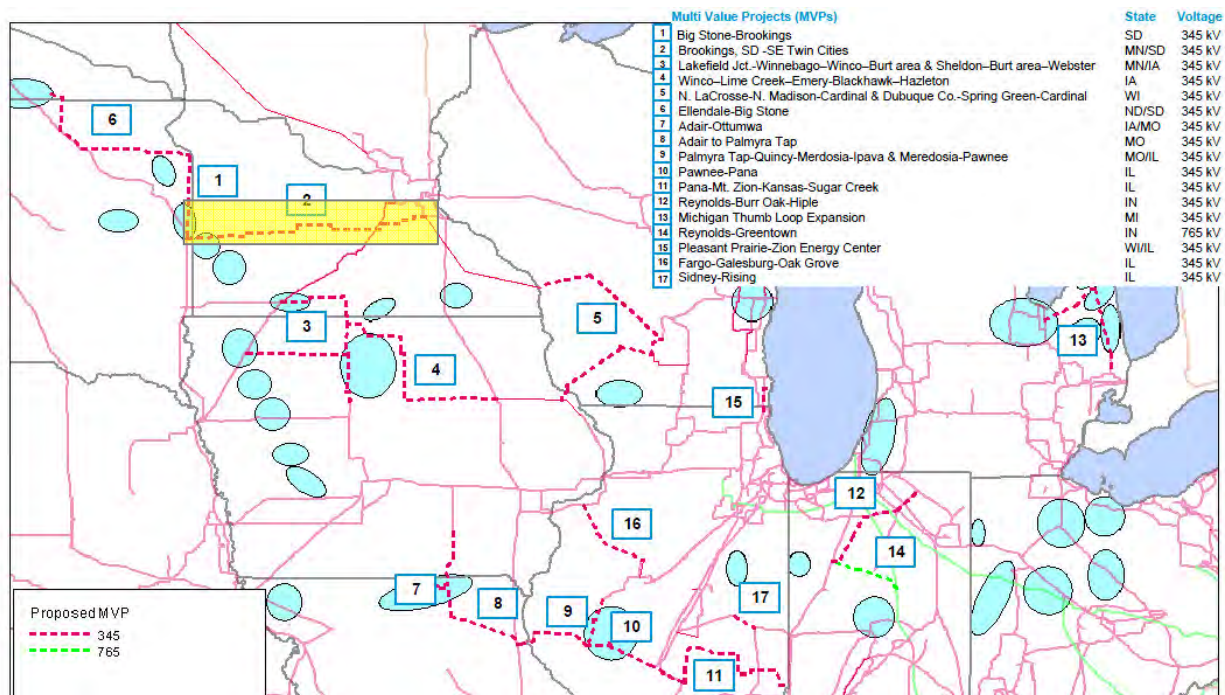 Multi Value Projects (MVPs) State Voltage
1 Big Stone-Brookings SD 345 kV
2 Brookings, SD -SE Twin Cities MN/SD 345 kV
3 Lakefield Jct.-Winnebago–Winco–Burt area & Sheldon–Burt area–Webster MN/IA 345 kV
4 Winco–Lime Creek–Emery-Blackhawk–Hazleton IA 345 kV
5 N. LaCrosse-N. Madison-Cardinal & Dubuque Co.-Spring Green-Cardinal WI 345 kV
6 Ellendale-Big Stone ND/SD 345 kV
7 Adair-Ottumwa IA/MO 345 kV
8 Adair to Palmyra Tap MO 345 kV
9 Palmyra Tap-Quincy-Merdosia-Ipava & Meredosia-Pawnee MO/IL 345 kV
10 Pawnee-Pana IL 345 kV
11 Pana-Mt. Zion-Kansas-Sugar Creek IL 345 kV
12 Reynolds-Burr Oak-Hiple IN 345 kV
13 Michigan Thumb Loop Expansion MI 345 kV
14 Reynolds-Greentown IN 765 kV
15 Pleasant Prairie-Zion Energy Center WI/IL 345 kV
16 Fargo-Galesburg-Oak Grove IL 345 kV
17 Sidney-Rising IL 345 kV
6
1
2
5
3
13
4
15
12
16
14
7
8
9
17
10
11
Proposed MVP
345
765